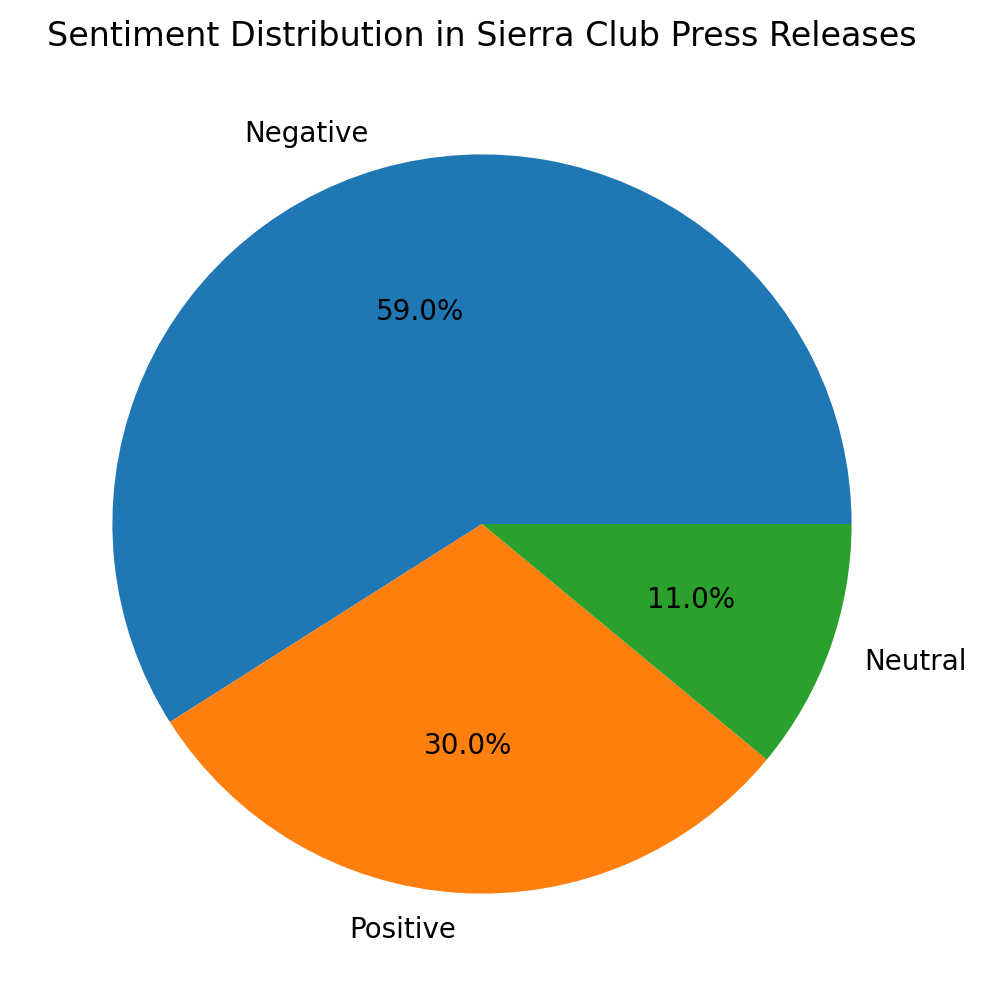 Sentiment Distribution in Sierra Club Press Releases
Negative
59.0%
11.0%
Neutral
30.0%
Positive